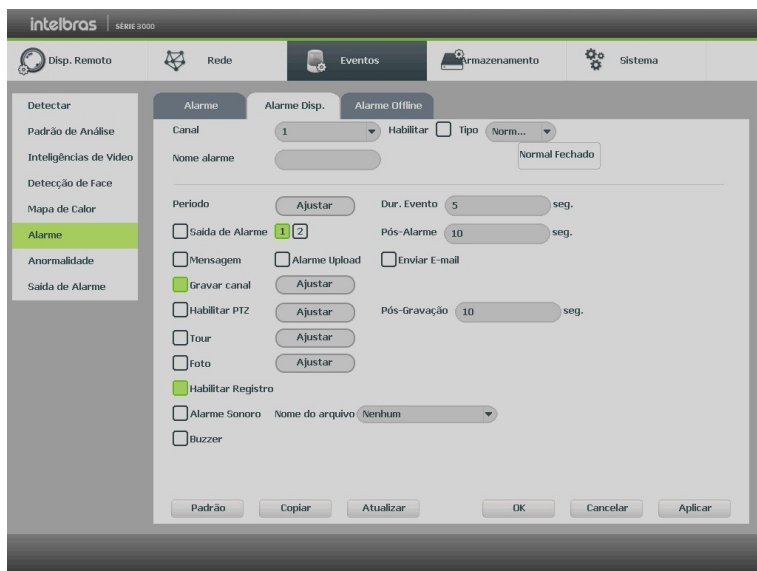 intelbras SÉRIE 3000
Disp. Remoto Rede Eventos Armazenamento Sistema
Detectar
Padrão de Análise
Inteligências de Vídeo
Detecção de Face
Mapa de Calor
Alarme
Anormalidade
Saída de Alarme
Alarme Alarme Disp. Alarme Offline
Canal 1 Habilitar Tipo Norm...
Normal Fechado
Nome alarme
Período Ajustar Dur. Evento 5 seg.
Saída de Alarme 1 2 Pós-Alarme 10 seg.
Mensagem Alarme Upload Enviar E-mail
Gravar canal Ajustar
Habilitar PTZ Ajustar Pós-Gravação 10 seg.
Tour Ajustar
Foto Ajustar
Habilitar Registro
Alarme Sonoro Nome do arquivo Nenhum
Buzzer
Padrão Copiar Atualizar OK Cancelar Aplicar